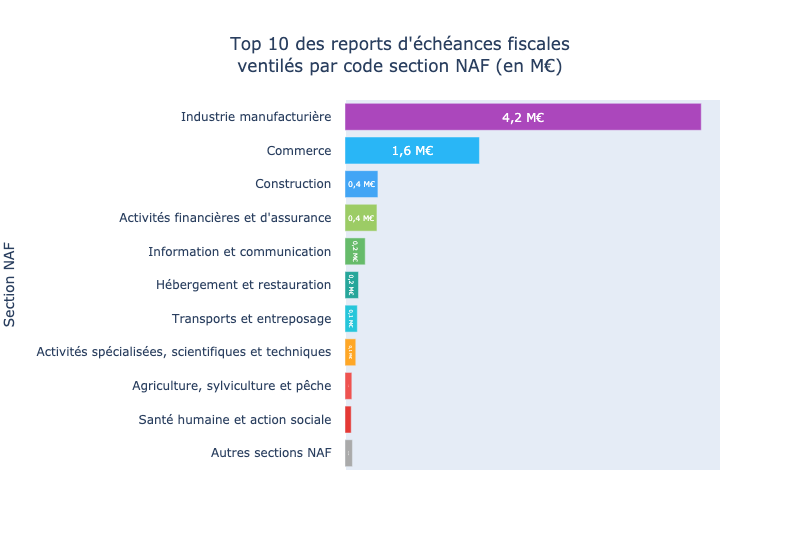 Top 10 des reports d'échéances fiscales
ventilés par code section NAF (en M€)
Section NAF
Industrie manufacturière
4,2 M€
Commerce
1,6 M€
Construction
0,4 M€
Activités financières et d'assurance
0,4 M€
Information et communication
0,2 M€
Hébergement et restauration
0,2 M€
Transports et entreposage
0,1 M€
Activités spécialisées, scientifiques et techniques
0,1 M€
Agriculture, sylviculture et pêche
Santé humaine et action sociale
Autres sections NAF